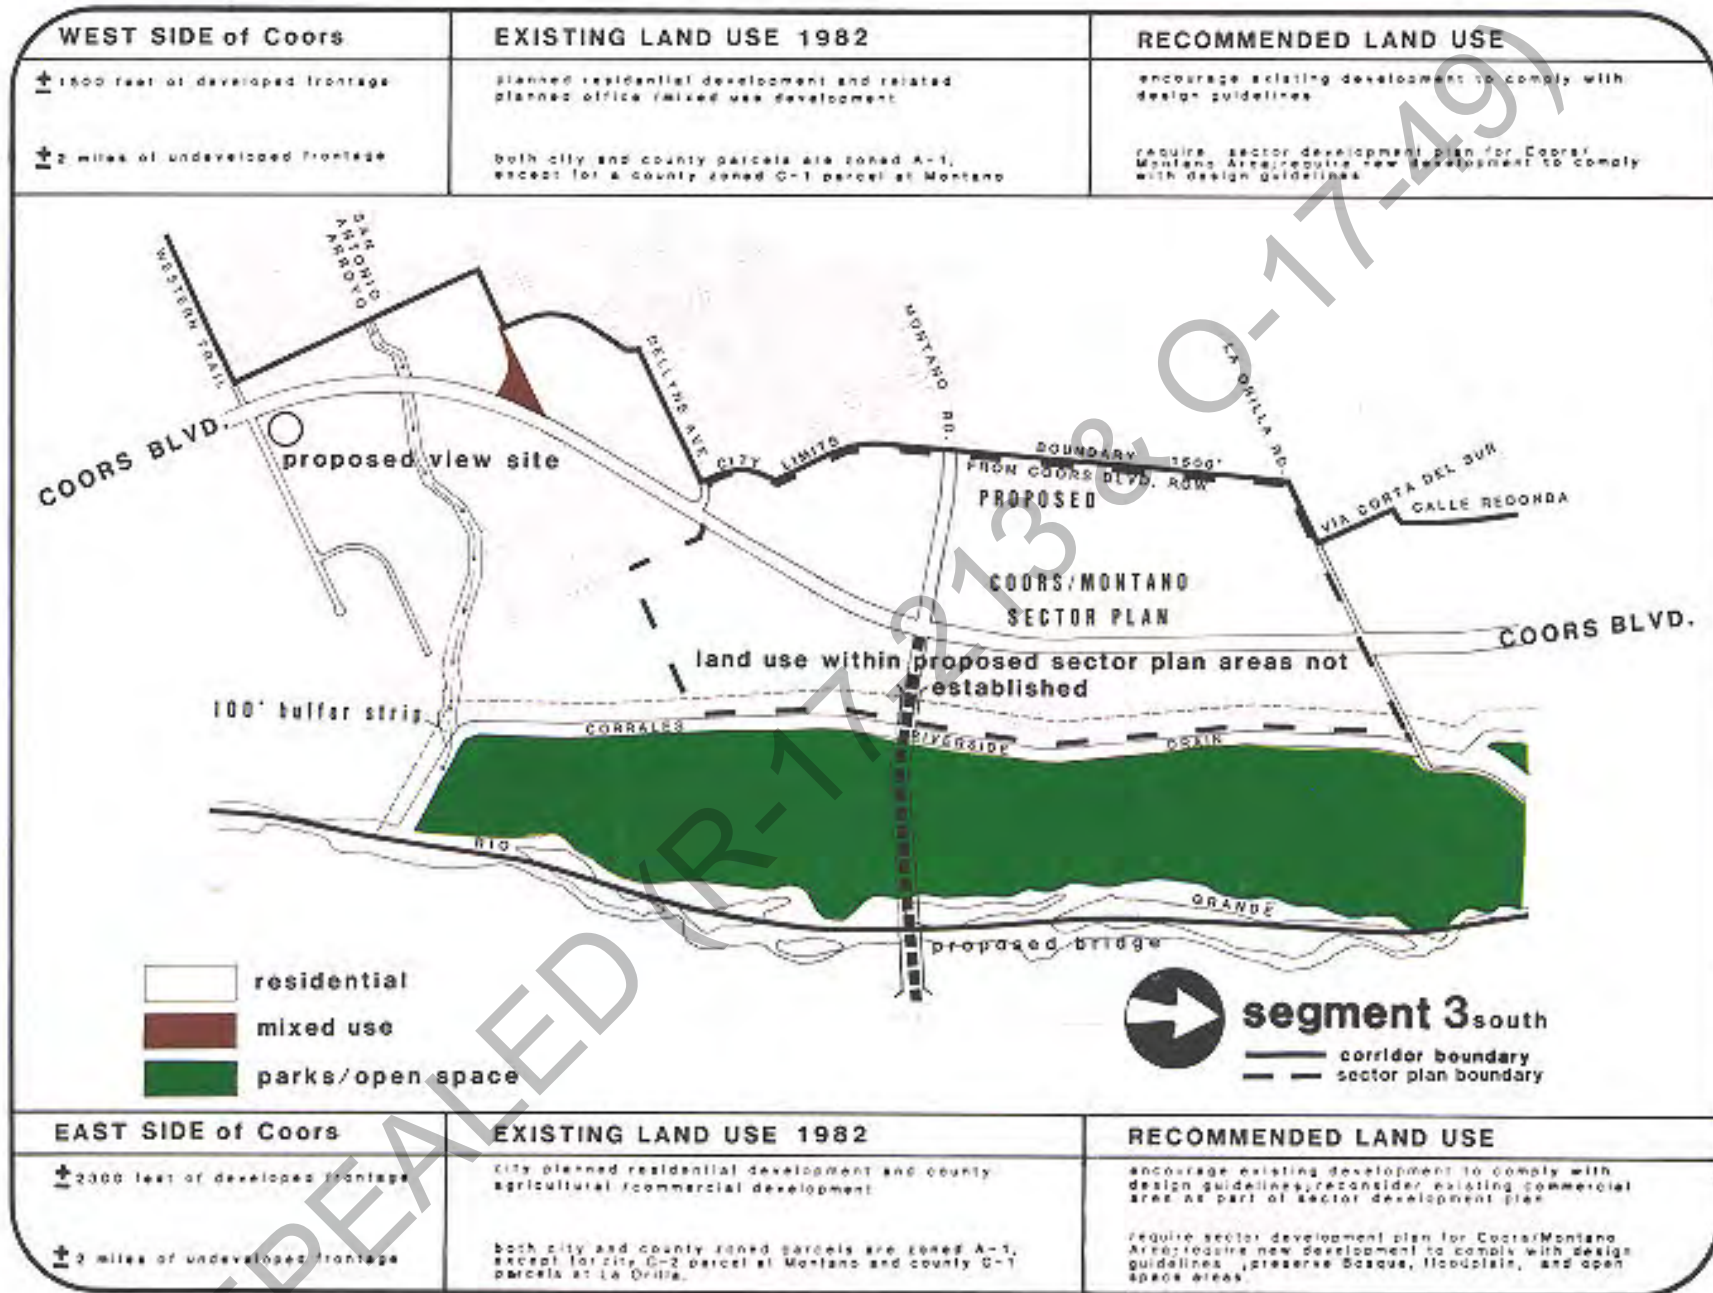 WEST SIDE of Coors
EXISTING LAND USE 1982
RECOMMENDED LAND USE
± 1500 feet of developed frontage
planned residential development and related
planned office /mixed use development
encourage existing development to comply with
design guidelines
± 2 miles of undeveloped frontage
both city and county parcels are zoned A-1,
except for a county zoned C-1 parcel at Montano
require sector development plan for Coors/
Montano Area;require new development to comply
with design guidelines
WESTERN TRAIL
SAN
ANTONIO
ARROYO
DELLYNE AVE
MONTANO RD.
LA ORILLA RD.
COORS BLVD.
proposed view site
CITY LIMITS
BOUNDARY 1500'
FROM COORS BLVD. ROW
PROPOSED
COORS/MONTANO
SECTOR PLAN
VIA CORTA DEL SUR
CALLE REDONDA
COORS BLVD.
land use within proposed sector plan areas not
established
100' buffer strip
CORRALES
RIVERSIDE
DRAIN
RIO
GRANDE
proposed bridge
residential
mixed use
parks/open space
segment 3 south
corridor boundary
sector plan boundary
EAST SIDE of Coors
EXISTING LAND USE 1982
RECOMMENDED LAND USE
± 2300 feet of developed frontage
city planned residential development and county
agricultural /commercial development
encourage existing development to comply with
design guidelines;reconsider existing commercial
area as part of sector development plan
± 2 miles of undeveloped frontage
both city and county zoned parcels are zoned A-1,
except for city C-2 parcel at Montano and county C-1
parcels at La Orilla.
require sector development plan for Coors/Montano
Area;require new development to comply with design
guidelines ;preserve Bosque, floodplain, and open
space areas.
REPEALED (R-17-213 & O-17-49)